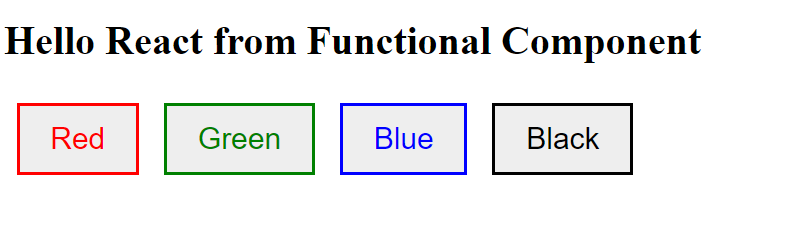 Hello React from Functional Component
Red Green Blue Black